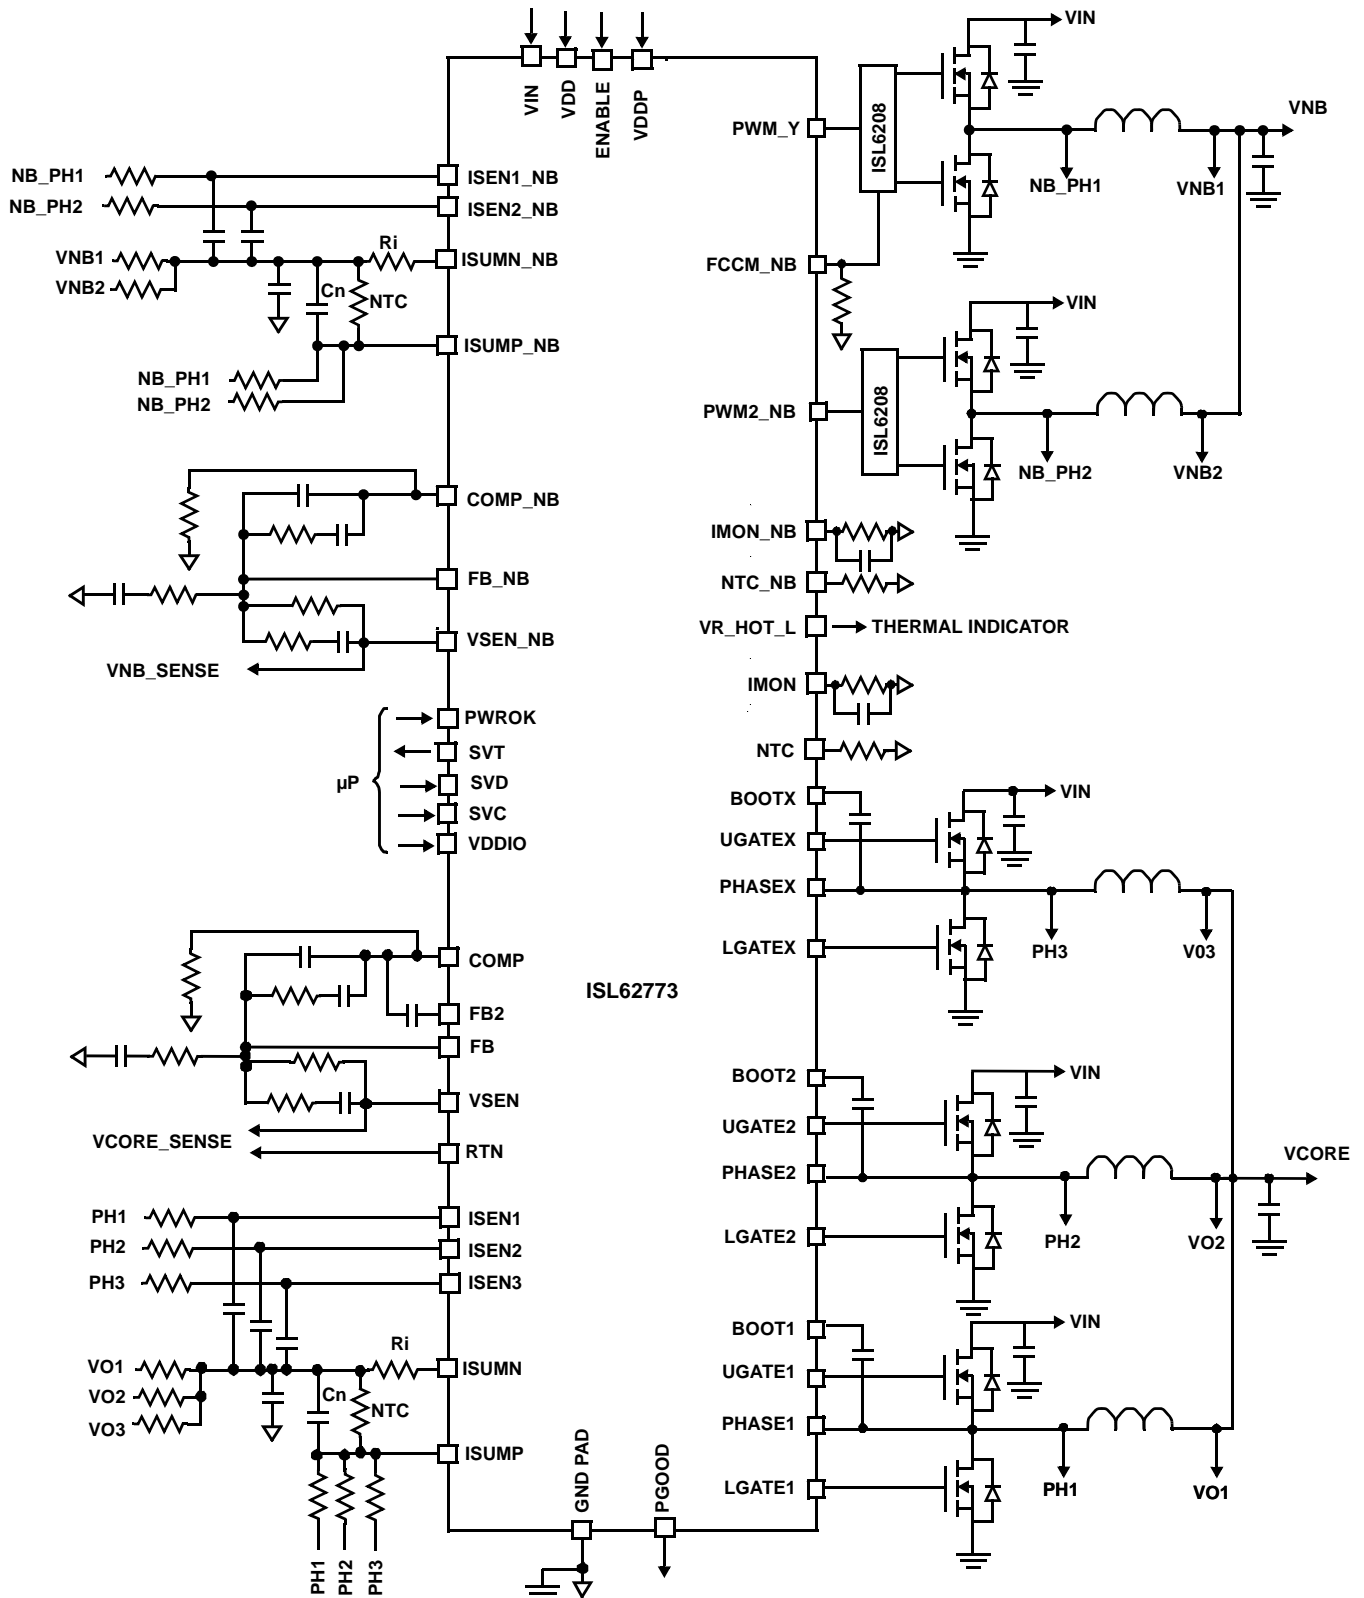 VIN
VDD
ENABLE
VDDP
VIN
PWM_Y
ISL6208
VNB
NB_PH1
VNB1
NB_PH1
ISEN1_NB
NB_PH2
ISEN2_NB
VNB1
Ri
ISUMN_NB
VNB2
Cn
NTC
FCCM_NB
ISUMP_NB
NB_PH1
NB_PH2
VIN
ISL6208
PWM2_NB
NB_PH2
VNB2
COMP_NB
FB_NB
VSEN_NB
VNB_SENSE
IMON_NB
NTC_NB
VR_HOT_L
THERMAL INDICATOR
IMON
NTC
µP
PWROK
SVT
SVD
SVC
VDDIO
BOOTX
UGATEX
PHASEX
LGATEX
VIN
PH3
V03
COMP
FB2
FB
VSEN
VCORE_SENSE
RTN
ISL62773
BOOT2
UGATE2
PHASE2
LGATE2
VIN
PH2
VO2
VCORE
PH1
ISEN1
PH2
ISEN2
PH3
ISEN3
VO1
Ri
ISUMN
VO2
Cn
NTC
VO3
ISUMP
PH1
PH2
PH3
BOOT1
UGATE1
PHASE1
LGATE1
VIN
PH1
VO1
GND PAD
PGOOD